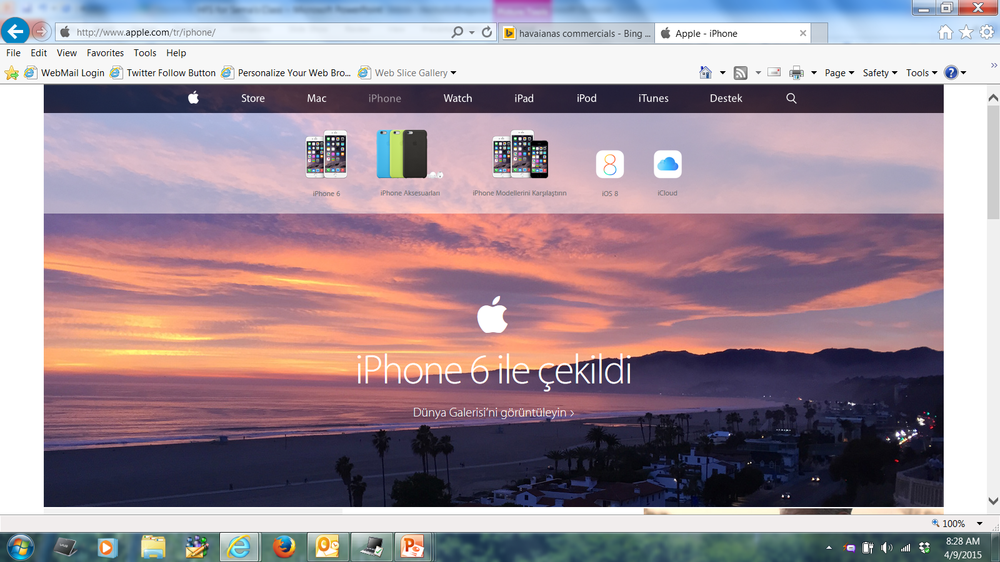 http://www.apple.com/tr/iphone/
havaianas commercials - Bing ...
Apple - iPhone
File Edit View Favorites Tools Help
WebMail Login Twitter Follow Button Personalize Your Web Bro... Web Slice Gallery Page Safety Tools
Store Mac iPhone Watch iPad iPod iTunes Destek
iPhone 6 iPhone Aksesuarları iPhone Modellerini Karşılaştırın iOS 8 iCloud
iPhone 6 ile çekildi
Dünya Galerisi'ni görüntüleyin ›
100%
8:28 AM
4/9/2015